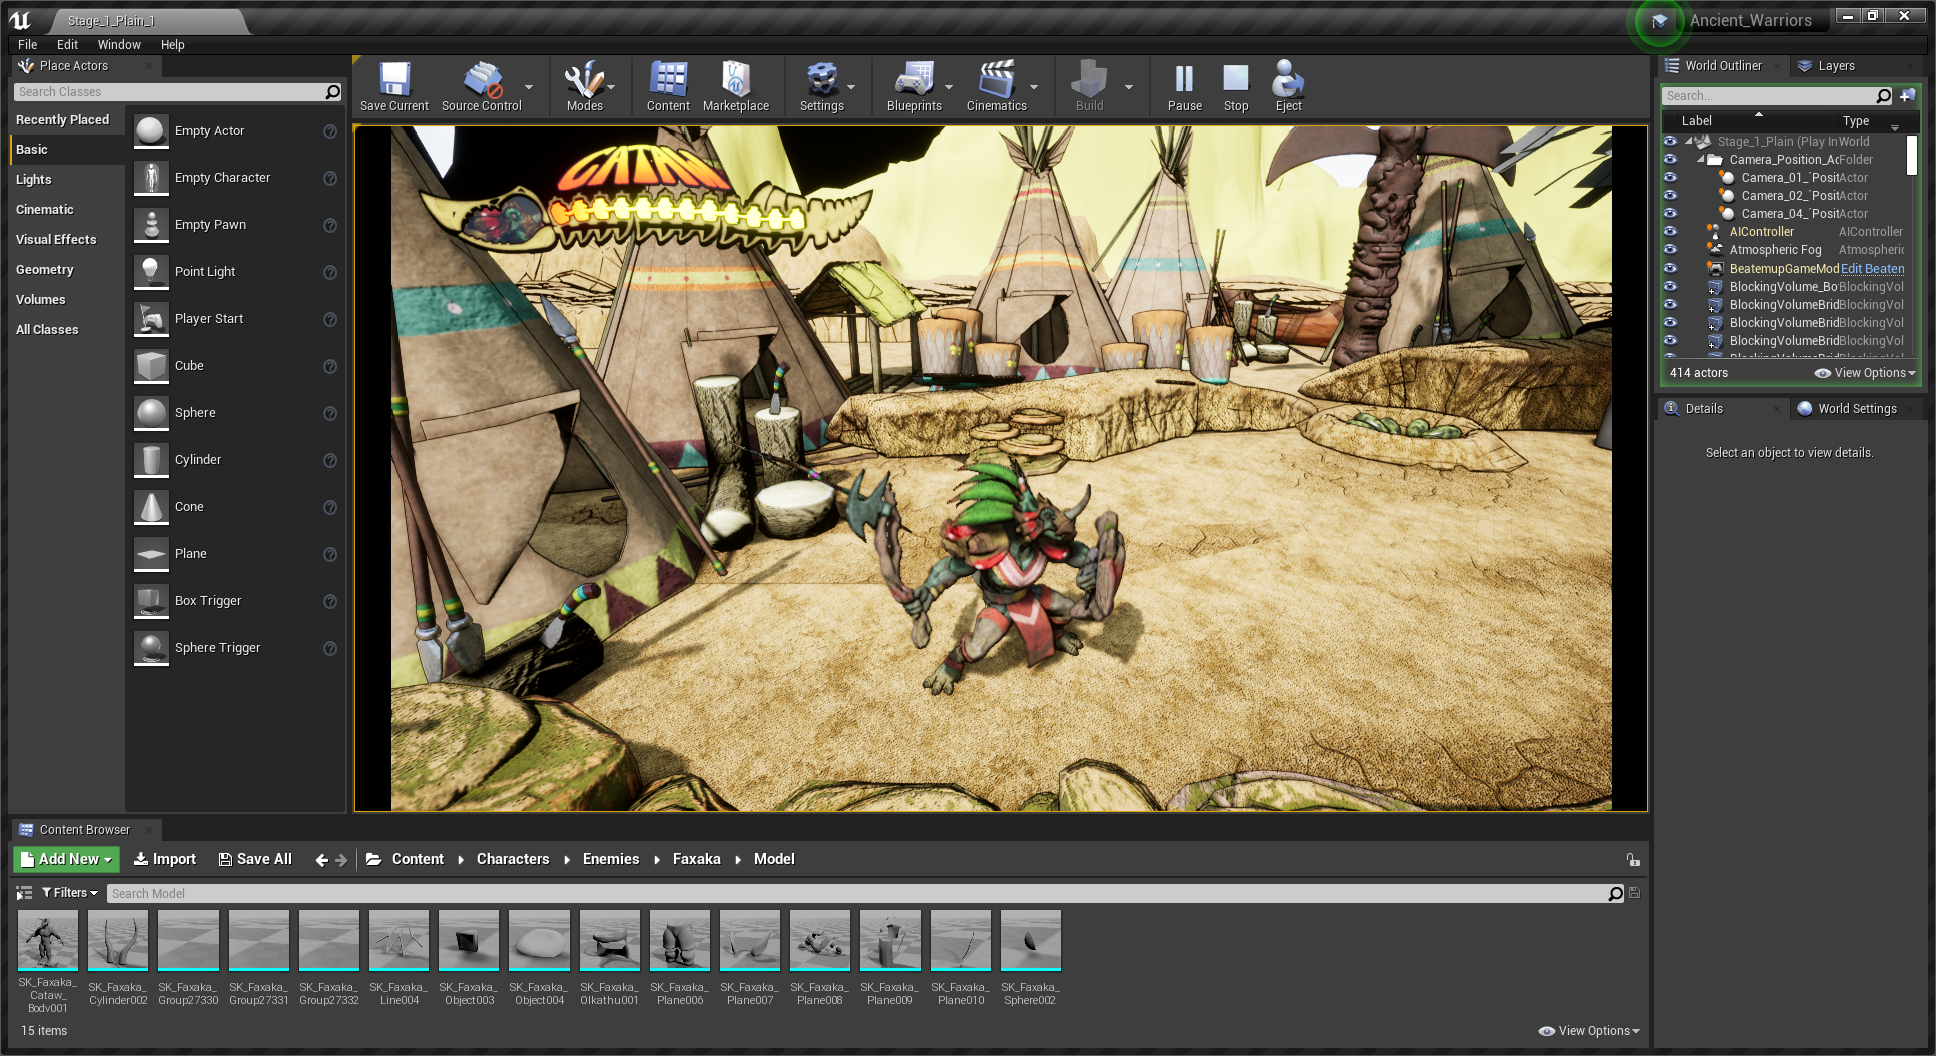 Stage_1_Plain_1
Ancient_Warriors
File Edit Window Help
Place Actors
Search Classes
Recently Placed
Basic
Lights
Cinematic
Visual Effects
Geometry
Volumes
All Classes
Empty Actor
Empty Character
Empty Pawn
Point Light
Player Start
Cube
Sphere
Cylinder
Cone
Plane
Box Trigger
Sphere Trigger
Save Current Source Control Modes Content Marketplace Settings Blueprints Cinematics Build Pause Stop Eject
CATAW
World Outliner Layers
Search...
Label Type
Stage_1_Plain (Play In World
Camera_Position_Ac Folder
Camera_01_ Posit Actor
Camera_02_ Posit Actor
Camera_04_ Posit Actor
AIController AIController
Atmospheric Fog Atmospheric
BeatemupGameMod Edit Beaten
BlockingVolume_Bo BlockingVol
BlockingVolumeBrid BlockingVol
BlockingVolumeBrid BlockingVol
BlockingVolumeBrid BlockingVol
BlockingVolumeBrid BlockingVol
414 actors View Options
Details World Settings
Select an object to view details.
Content Browser
Add New Import Save All Content Characters Enemies Faxaka Model
Filters Search Model
SK_Faxaka_Cataw_Body001
SK_Faxaka_Cylinder002
SK_Faxaka_Group27330
SK_Faxaka_Group27331
SK_Faxaka_Group27332
SK_Faxaka_Line004
SK_Faxaka_Object003
SK_Faxaka_Object004
SK_Faxaka_Olkathu001
SK_Faxaka_Plane006
SK_Faxaka_Plane007
SK_Faxaka_Plane008
SK_Faxaka_Plane009
SK_Faxaka_Plane010
SK_Faxaka_Sphere002
15 items View Options